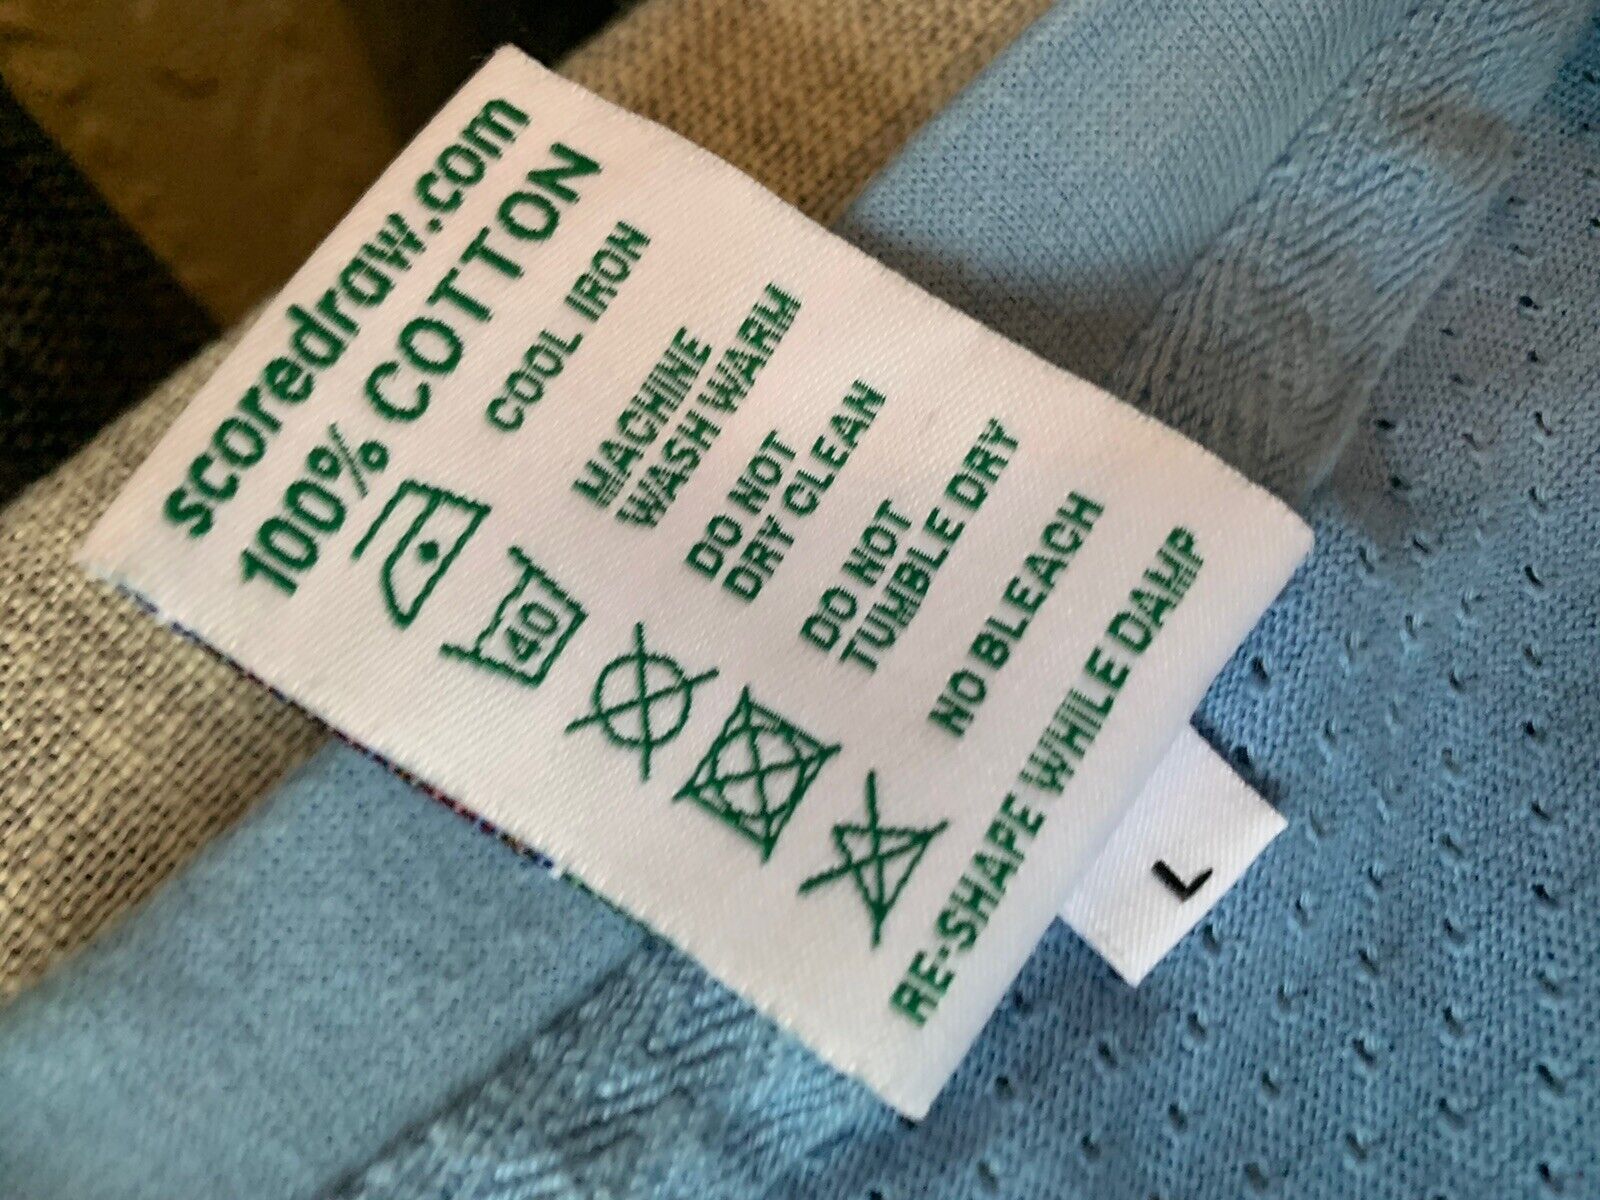 scoredraw.com
100% COTTON
COOL IRON
MACHINE
WASH WARM
40
DO NOT
DRY CLEAN
DO NOT
TUMBLE DRY
NO BLEACH
RE-SHAPE WHILE DAMP
L